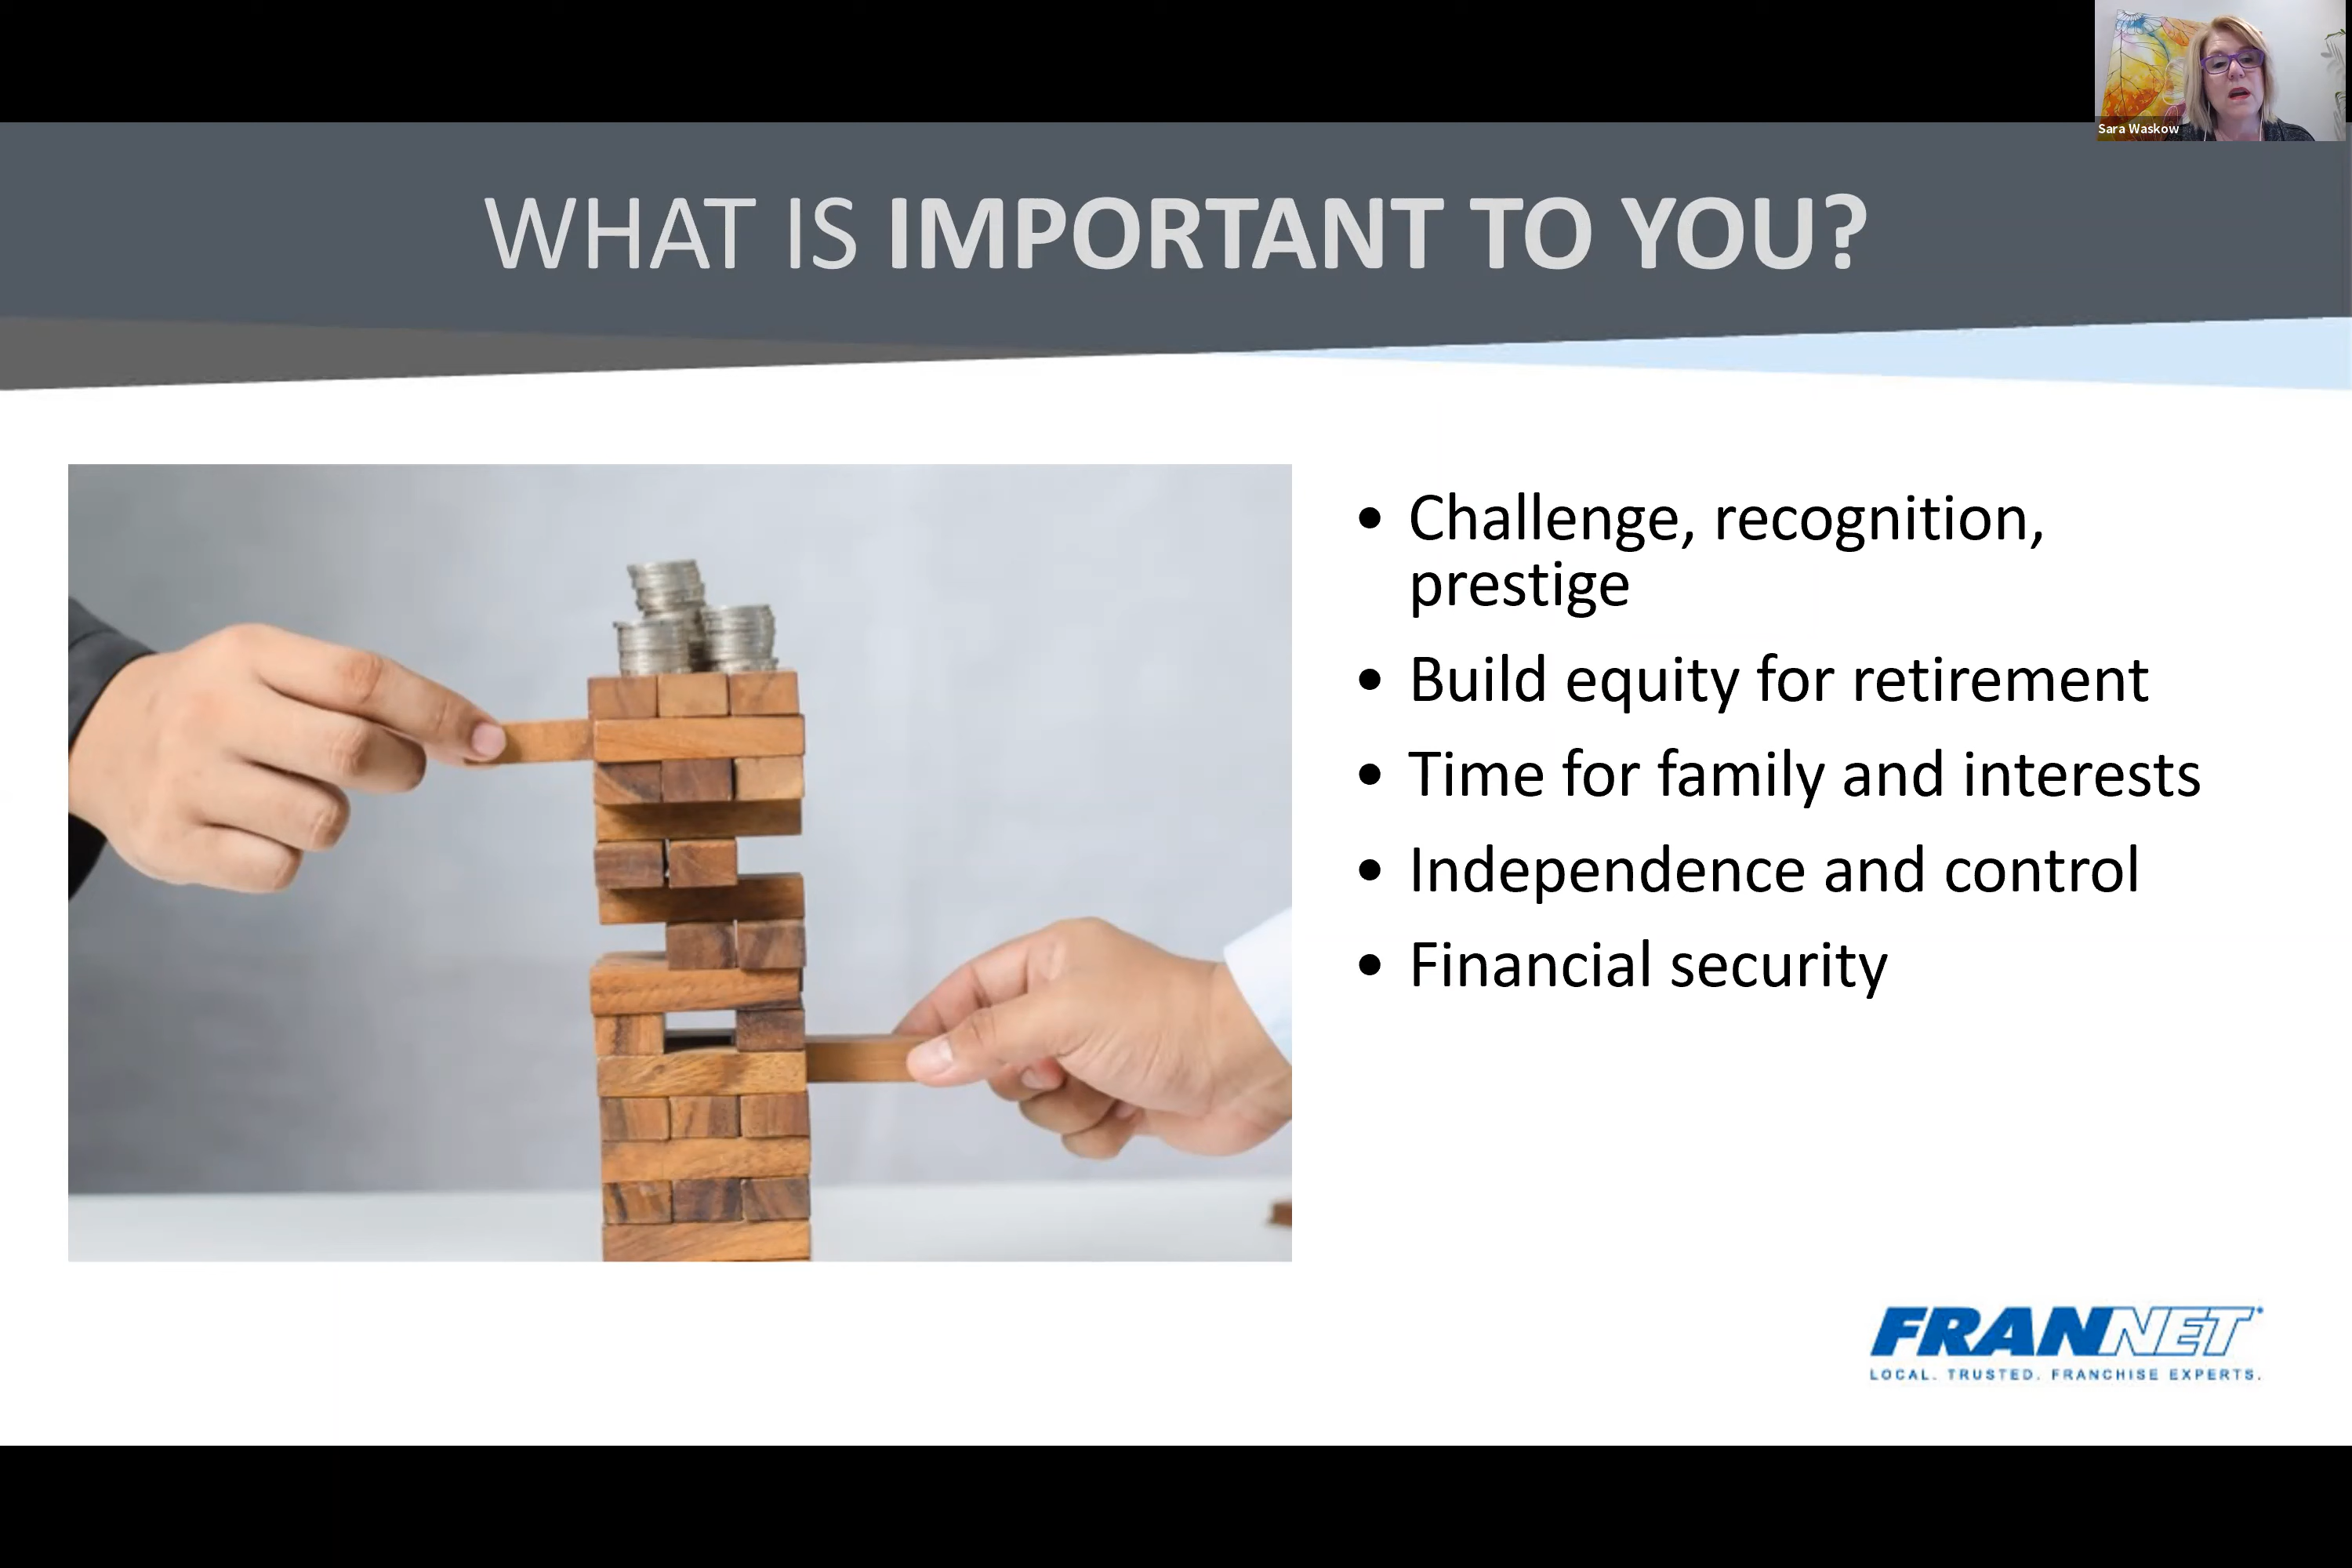 Sara Waskow
WHAT IS IMPORTANT TO YOU?
• Challenge, recognition,
prestige
• Build equity for retirement
• Time for family and interests
• Independence and control
• Financial security
FRANNET
LOCAL. TRUSTED. FRANCHISE EXPERTS.